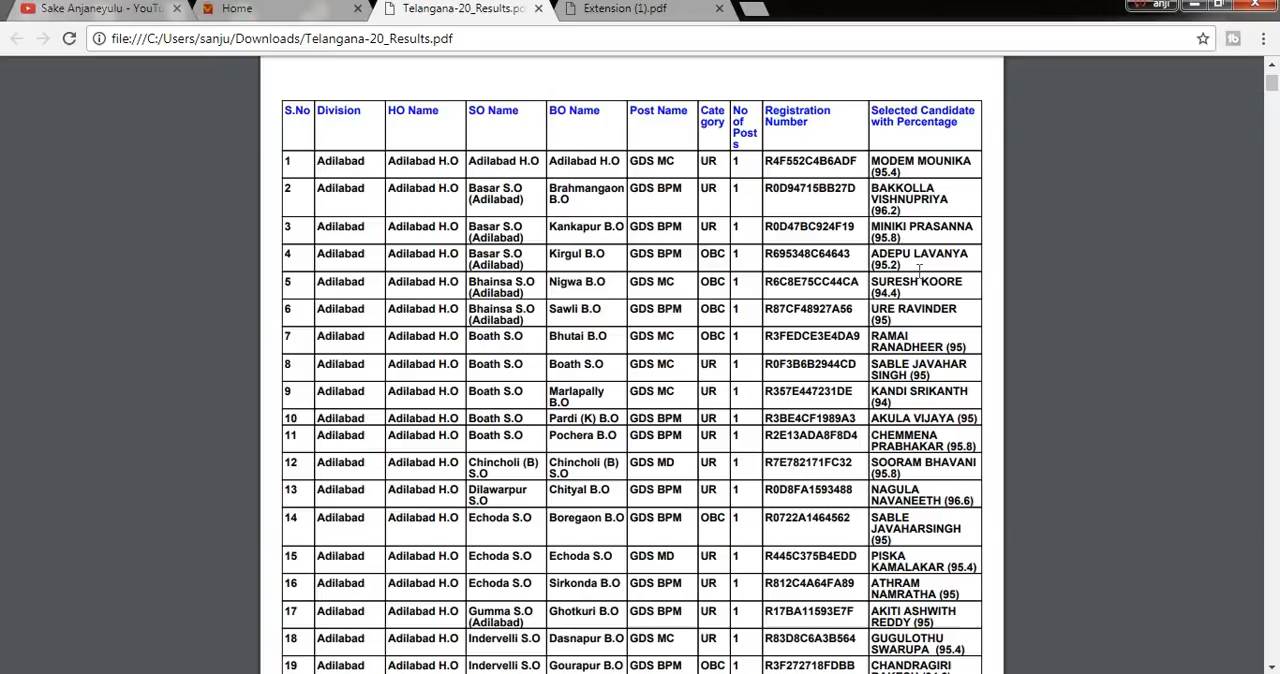 Sake Anjaneyulu - YouTu
Home
Telangana-20_Results.pd
Extension (1).pdf
anji
file:///C:/Users/sanju/Downloads/Telangana-20_Results.pdf
S.No Division HO Name SO Name BO Name Post Name Cate gory No of Post s Registration Number Selected Candidate with Percentage
1 Adilabad Adilabad H.O Adilabad H.O Adilabad H.O GDS MC UR 1 R4F552C4B6ADF MODEM MOUNIKA (95.4)
2 Adilabad Adilabad H.O Basar S.O (Adilabad) Brahmangaon B.O GDS BPM UR 1 R0D94715BB27D BAKKOLLA VISHNUPRIYA (96.2)
3 Adilabad Adilabad H.O Basar S.O (Adilabad) Kankapur B.O GDS BPM UR 1 R0D47BC924F19 MINIKI PRASANNA (95.8)
4 Adilabad Adilabad H.O Basar S.O (Adilabad) Kirgul B.O GDS BPM OBC 1 R695348C64643 ADEPU LAVANYA (95.2)
5 Adilabad Adilabad H.O Bhainsa S.O (Adilabad) Nigwa B.O GDS MC OBC 1 R6C8E75CC44CA SURESH KOORE (94.4)
6 Adilabad Adilabad H.O Bhainsa S.O (Adilabad) Sawli B.O GDS BPM OBC 1 R87CF48927A56 URE RAVINDER (95)
7 Adilabad Adilabad H.O Boath S.O Bhutai B.O GDS MC OBC 1 R3FEDCE3E4DA9 RAMAI RANADHEER (95)
8 Adilabad Adilabad H.O Boath S.O Boath S.O GDS MC UR 1 R0F3B6B2944CD SABLE JAVAHAR SINGH (95)
9 Adilabad Adilabad H.O Boath S.O Marlapally B.O GDS MC UR 1 R357E447231DE KANDI SRIKANTH (94)
10 Adilabad Adilabad H.O Boath S.O Pardi (K) B.O GDS BPM UR 1 R3BE4CF1989A3 AKULA VIJAYA (95)
11 Adilabad Adilabad H.O Boath S.O Pochera B.O GDS BPM UR 1 R2E13ADA8F8D4 CHEMMENA PRABHAKAR (95.8)
12 Adilabad Adilabad H.O Chincholi (B) S.O Chincholi (B) S.O GDS MD UR 1 R7E782171FC32 SOORAM BHAVANI (95.8)
13 Adilabad Adilabad H.O Dilawarpur S.O Chityal B.O GDS BPM UR 1 R0D8FA1593488 NAGULA NAVANEETH (96.6)
14 Adilabad Adilabad H.O Echoda S.O Boregaon B.O GDS BPM OBC 1 R0722A1464562 SABLE JAVAHARSINGH (95)
15 Adilabad Adilabad H.O Echoda S.O Echoda S.O GDS MD UR 1 R445C375B4EDD PISKA KAMALAKAR (95.4)
16 Adilabad Adilabad H.O Echoda S.O Sirkonda B.O GDS BPM UR 1 R812C4A64FA89 ATHRAM NAMRATHA (95)
17 Adilabad Adilabad H.O Gumma S.O (Adilabad) Ghotkuri B.O GDS BPM UR 1 R17BA11593E7F AKITI ASHWITH REDDY (95)
18 Adilabad Adilabad H.O Indervelli S.O Dasnapur B.O GDS MC UR 1 R83D8C6A3B564 GUGULOTHU SWARUPA (95.4)
19 Adilabad Adilabad H.O Indervelli S.O Gourapur B.O GDS BPM OBC 1 R3F272718FDBB CHANDRAGIRI